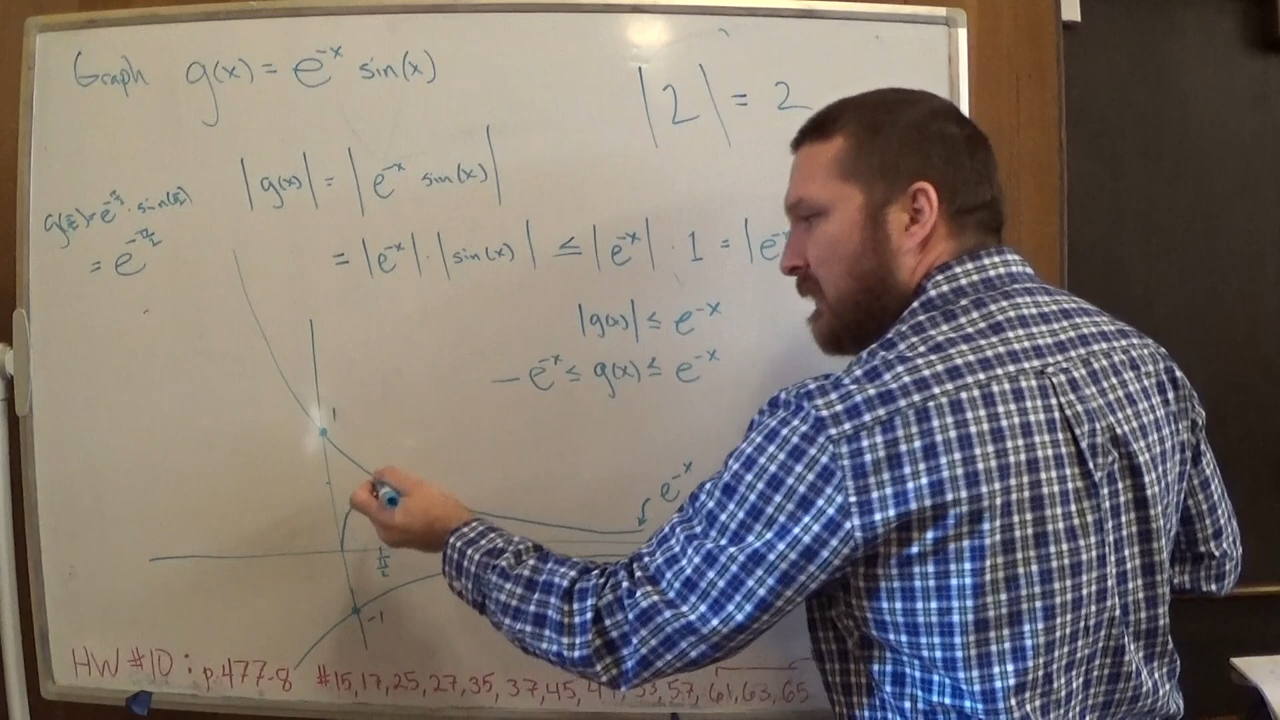 Graph g(x) = e^-x sin(x)
|2| = 2
|g(x)| = |e^-x sin(x)|
g(π/2) = e^-π/2 · sin(π/2)
= e^-π/2
= |e^-x| · |sin(x)| ≤ |e^-x| · 1 = |e^-x
|g(x)| ≤ e^-x
-e^-x ≤ g(x) ≤ e^-x
1
e^-x
π/2
-1
HW #10: p.477-8 #15,17,25,27,35,37,45, 57, 61,63,65